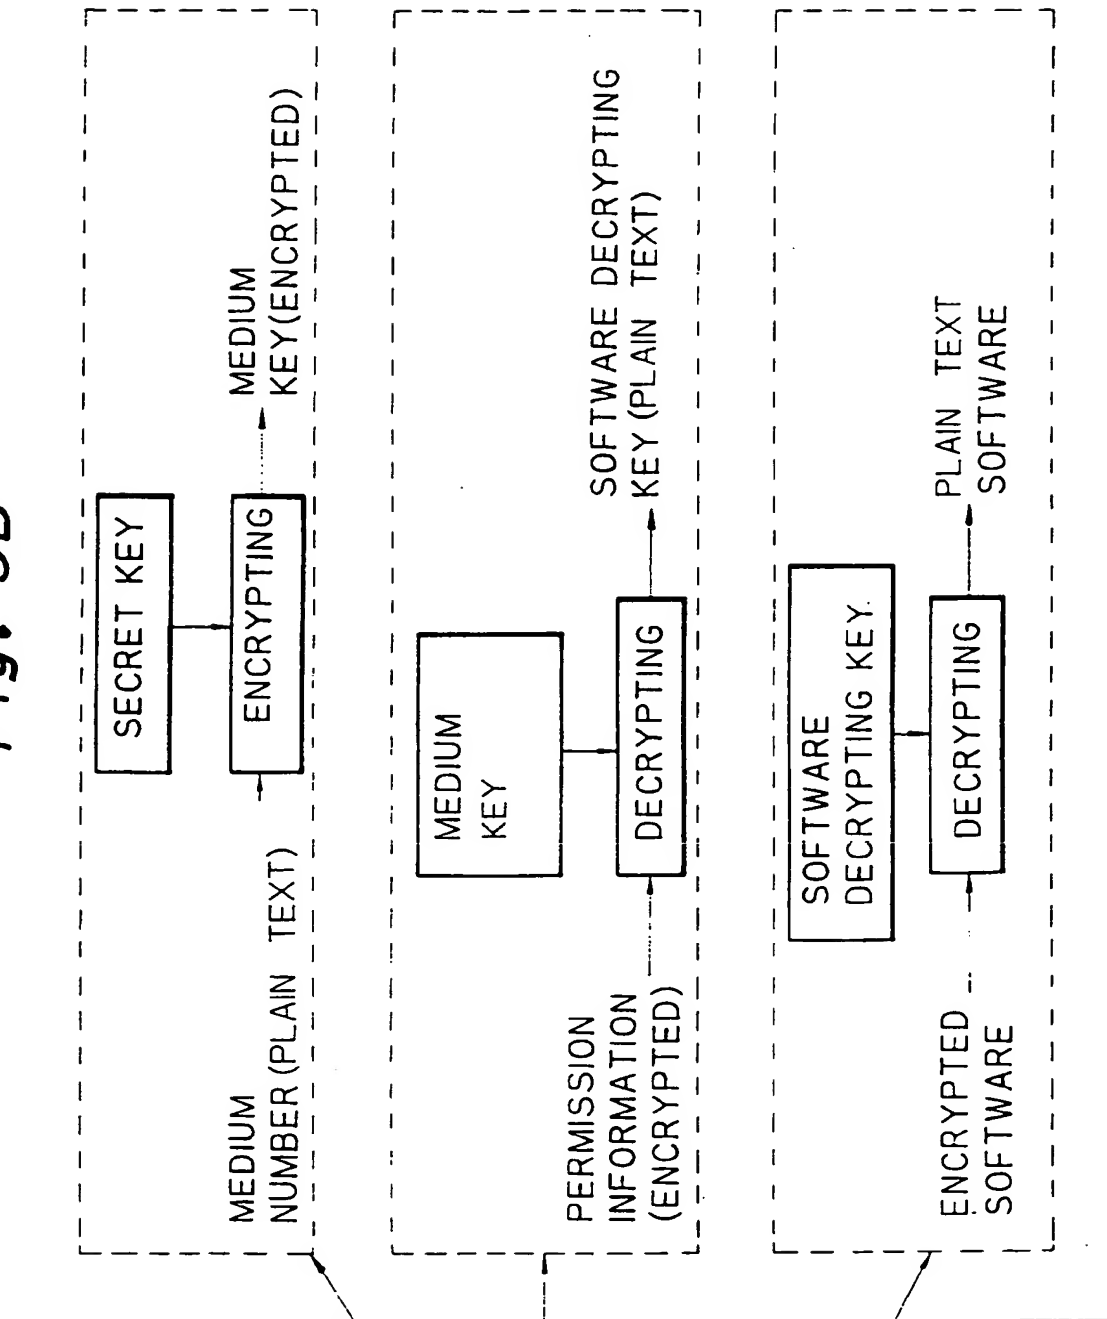 SECRET KEY
MEDIUM
NUMBER(PLAIN TEXT)
ENCRYPTING
MEDIUM
KEY(ENCRYPTED)
MEDIUM
KEY
PERMISSION
INFORMATION
(ENCRYPTED)
DECRYPTING
SOFTWARE DECRYPTING
KEY(PLAIN TEXT)
SOFTWARE
DECRYPTING KEY.
ENCRYPTED
SOFTWARE
DECRYPTING
PLAIN TEXT
SOFTWARE